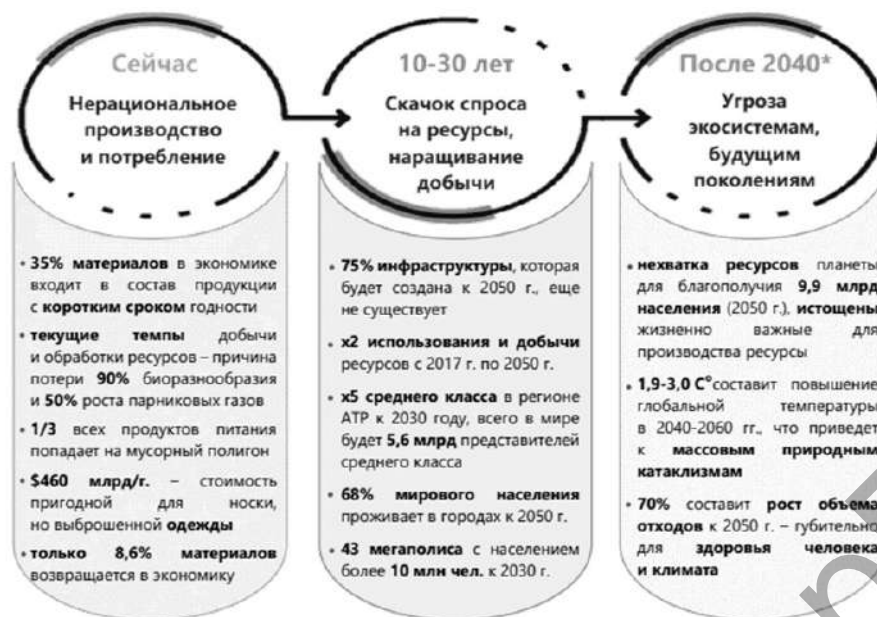 Сейчас
Нерациональное
производство
и потребление
• 35% материалов в экономике
входит в состав продукции
с коротким сроком годности
• текущие темпы добычи
и обработки ресурсов – причина
потери 90% биоразнообразия
и 50% роста парниковых газов
• 1/3 всех продуктов питания
попадает на мусорный полигон
• $460 млрд/г. – стоимость
пригодной для носки,
но выброшенной одежды
• только 8,6% материалов
возвращается в экономику
10-30 лет
Скачок спроса
на ресурсы,
наращивание
добычи
• 75% инфраструктуры, которая
будет создана к 2050 г., еще
не существует
• x2 использования и добычи
ресурсов с 2017 г. по 2050 г.
• x5 среднего класса в регионе
АТР к 2030 году, всего в мире
будет 5,6 млрд представителей
среднего класса
• 68% мирового населения
проживает в городах к 2050 г.
• 43 мегаполиса с населением
более 10 млн чел. к 2030 г.
После 2040*
Угроза
экосистемам,
будущим
поколениям
• нехватка ресурсов планеты
для благополучия 9,9 млрд
населения (2050 г.), истощены
жизненно важные для
производства ресурсы
• 1,9-3,0 С°составит повышение
глобальной температуры
в 2040-2060 гг., что приведет
к массовым природным
катаклизмам
• 70% составит рост объема
отходов к 2050 г. – губительно
для здоровья человека
и климата